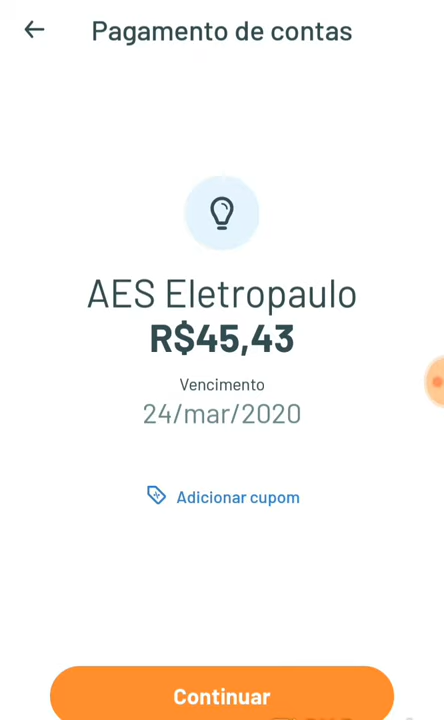 Pagamento de contas
AES Eletropaulo
R$45,43
Vencimento
24/mar/2020
Adicionar cupom
Continuar